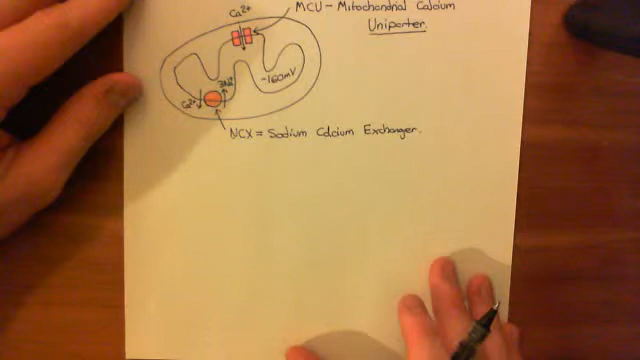 Ca2+
MCU - Mitochondrial Calcium
Uniporter.
-160mV
3Na+
Ca2+
NCX = Sodium Calcium Exchanger.